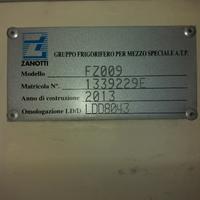 GRUPPO FRIGORIFERO PER MEZZO SPECIALE A.T.P.
ZANOTTI
Modello FZ009
Matricola N°. 1339229E
Anno di costruzione 2013
Omologazione I.D/D LDD8043